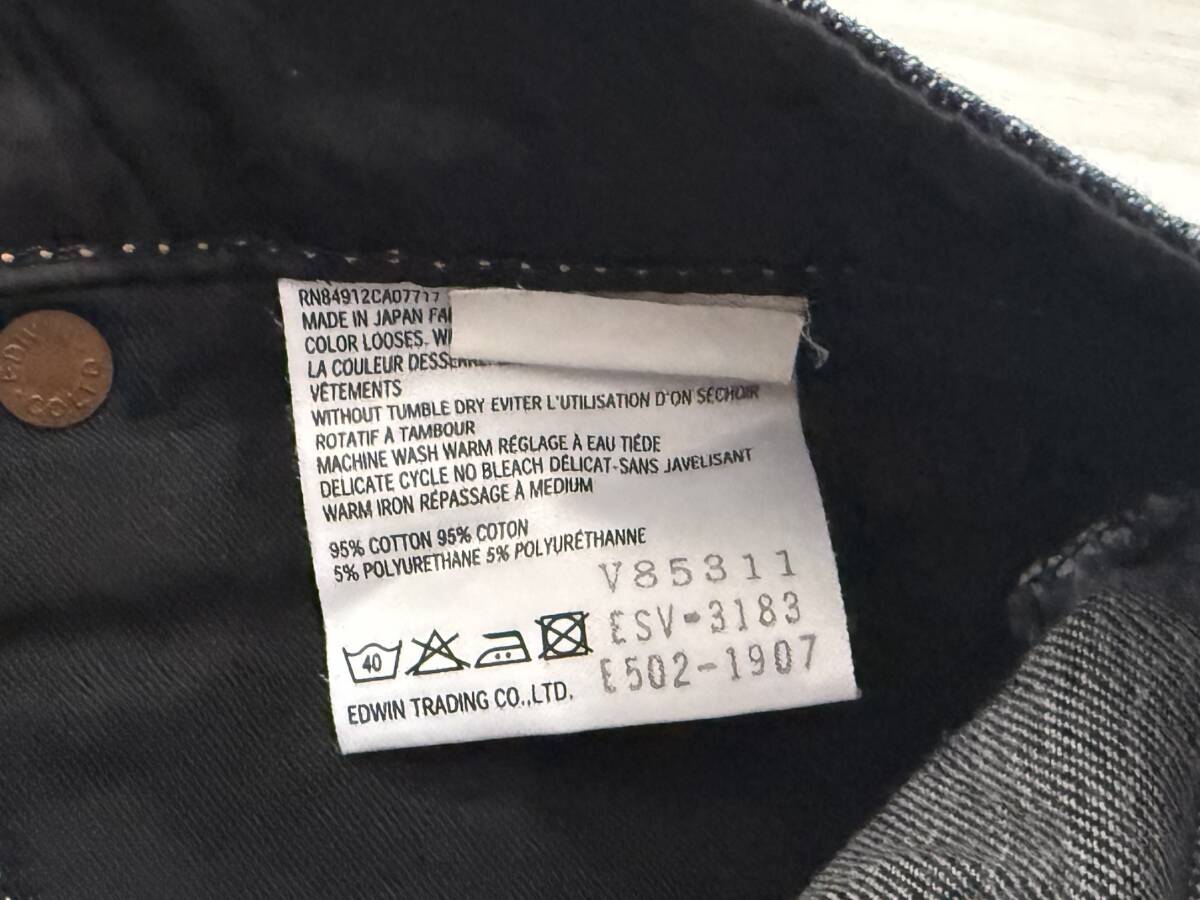 RN84912CA07717
MADE IN JAPAN
COLOR LOOSES.
LA COULEUR
VÊTEMENTS
WITHOUT TUMBLE DRY EVITER L'UTILISATION D'ON SÉCHOIR
ROTATIF À TAMBOUR
MACHINE WASH WARM RÉGLAGE À EAU TIÉDE
DELICATE CYCLE NO BLEACH DÉLICAT-SANS JAVELISANT
WARM IRON RÉPASSAGE À MEDIUM
95% COTTON 95% COTON
5% POLYURETHANE 5% POLYURÉTHANNE
V85311
ESV-3183
E502-1907
40
EDWIN TRADING CO.,LTD.
CO LTD